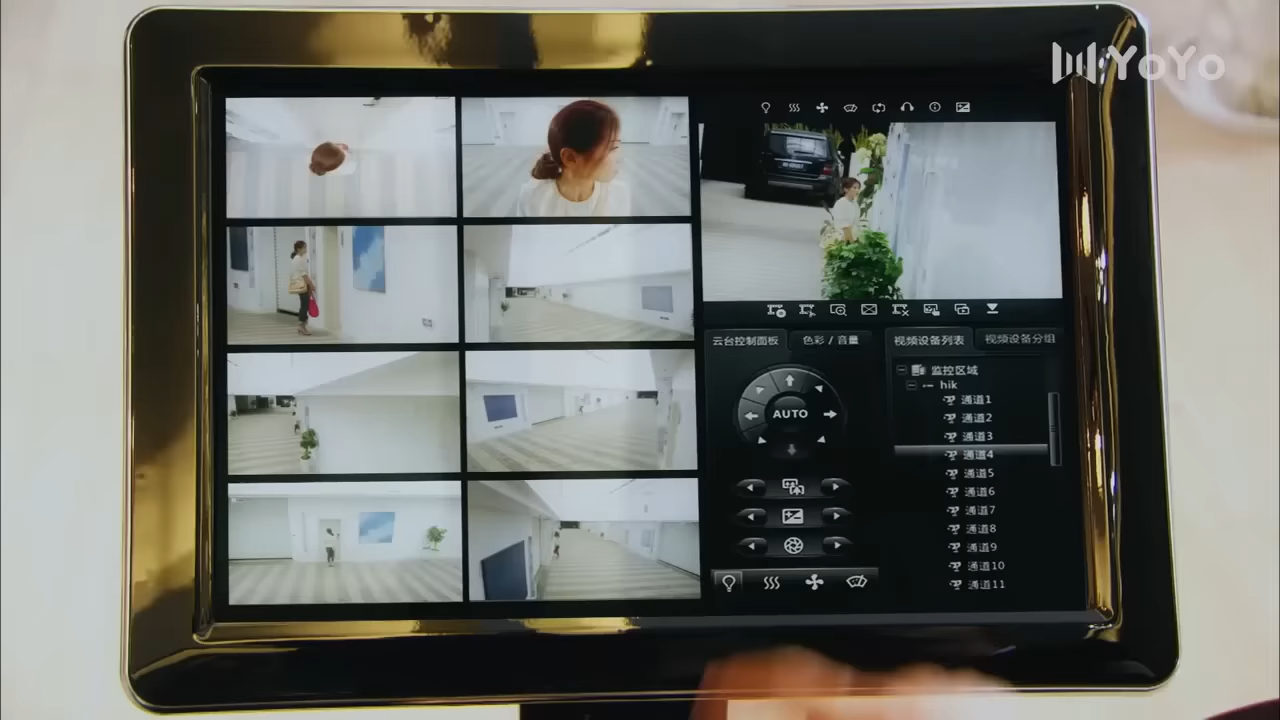 YoYo
云台控制面板
色彩 / 音量
视频设备列表
视频设备分组
监控区域
hik
AUTO
通道1
通道2
通道3
通道4
通道5
通道6
通道7
通道8
通道9
通道10
通道11